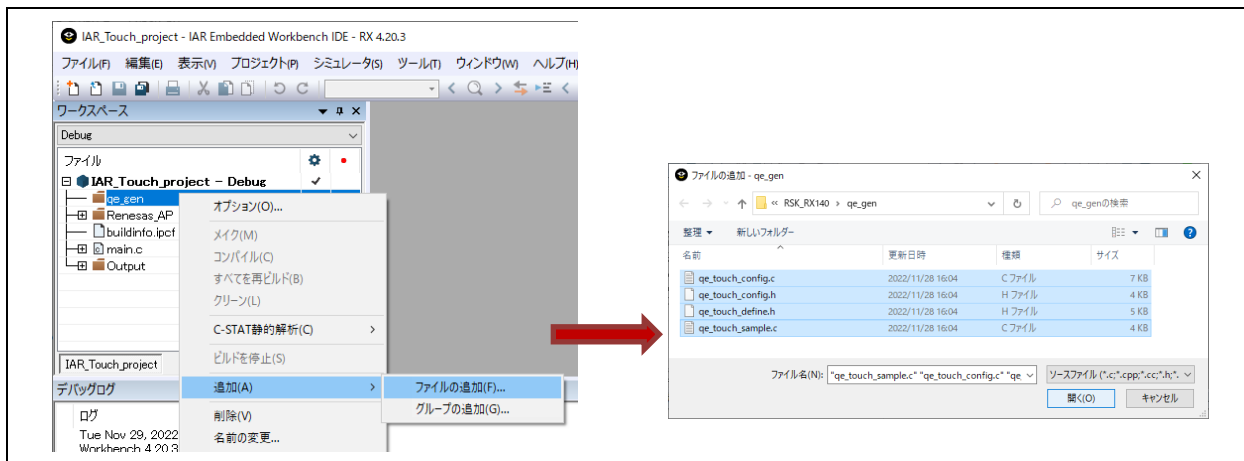 IAR_Touch_project - IAR Embedded Workbench IDE - RX 4.20.3
ファイル(F) 編集(E) 表示(V) プロジェクト(P) シミュレータ(S) ツール(T) ウィンドウ(W) ヘルプ(H
ワークスペース
Debug
ファイル
IAR_Touch_project - Debug
qe_gen
Renesas_AP
buildinfo.ipcf
main.c
Output
IAR_Touch_project
オプション(O)...
メイク(M)
コンパイル(C)
すべてを再ビルド(B)
クリーン(L)
C-STAT静的解析(C)
ビルドを停止(S)
追加(A)
削除(V)
名前の変更...
ファイルの追加(F)...
グループの追加(G)...
デバッグログ
ログ
Tue Nov 29, 2022
Workbench 4.20.3
ファイルの追加 - qe_gen
« RSK_RX140 › qe_gen
qe_genの検索
整理 新しいフォルダー
名前 更新日時 種類 サイズ
qe_touch_config.c 2022/11/28 16:04 C ファイル 7 KB
qe_touch_config.h 2022/11/28 16:04 H ファイル 4 KB
qe_touch_define.h 2022/11/28 16:04 H ファイル 5 KB
qe_touch_sample.c 2022/11/28 16:04 C ファイル 4 KB
ファイル名(N): "qe_touch_sample.c" "qe_touch_config.c" "qe ソースファイル (*.c;*.cpp;*.cc;*.h;*.
開く(O) キャンセル